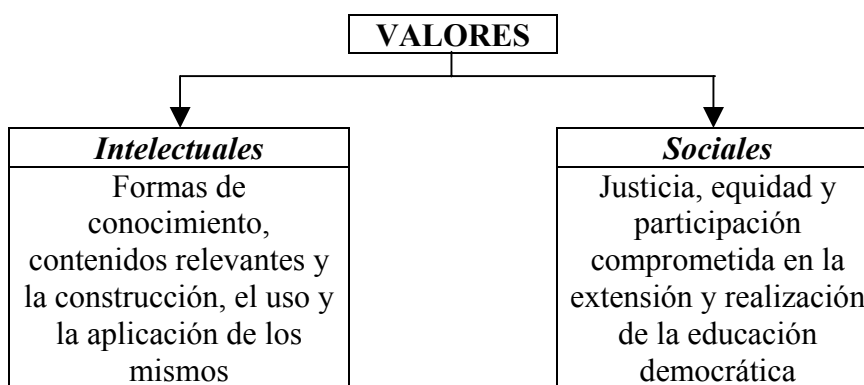 VALORES
Intelectuales
Formas de
conocimiento,
contenidos relevantes y
la construcción, el uso y
la aplicación de los
mismos
Sociales
Justicia, equidad y
participación
comprometida en la
extensión y realización
de la educación
democrática